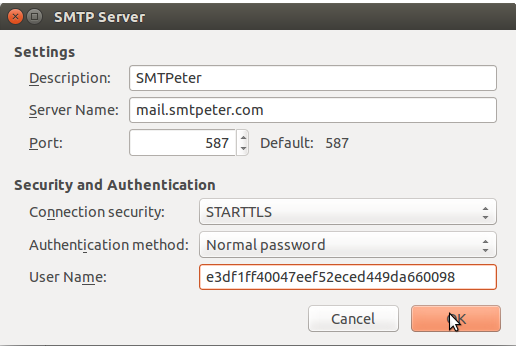 SMTP Server
Settings
Description: SMTPeter
Server Name: mail.smtpeter.com
Port: 587 Default: 587
Security and Authentication
Connection security: STARTTLS
Authentication method: Normal password
User Name: e3df1ff40047eef52eced449da660098
Cancel OK